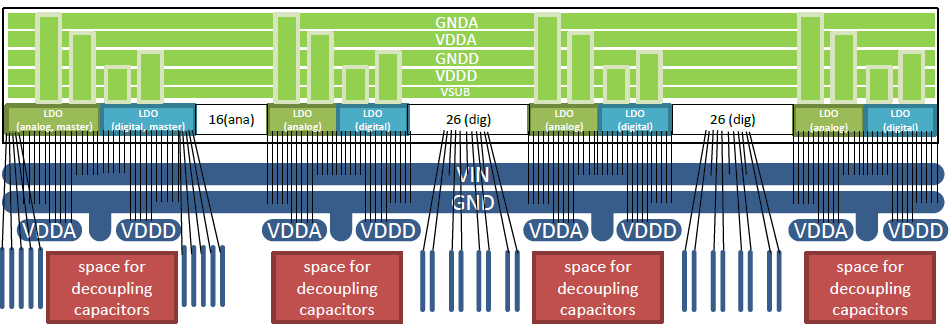 GNDA
VDDA
GNDD
VDDD
VSUB
LDO
(analog, master)
LDO
(digital, master)
16(ana)
LDO
(analog)
LDO
(digital)
26 (dig)
LDO
(analog)
LDO
(digital)
26 (dig)
LDO
(analog)
LDO
(digital)
VIN
GND
VDDA
VDDD
VDDA
VDDD
VDDA
VDDD
VDDA
VDDD
space for
decoupling
capacitors
space for
decoupling
capacitors
space for
decoupling
capacitors
space for
decoupling
capacitors